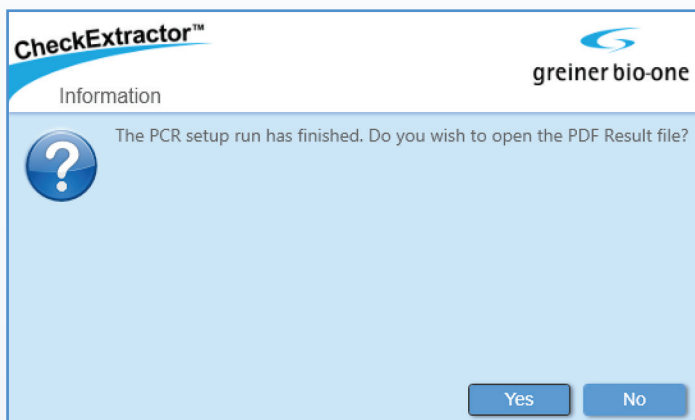 CheckExtractor™
greiner bio-one
Information
The PCR setup run has finished. Do you wish to open the PDF Result file?
Yes
No